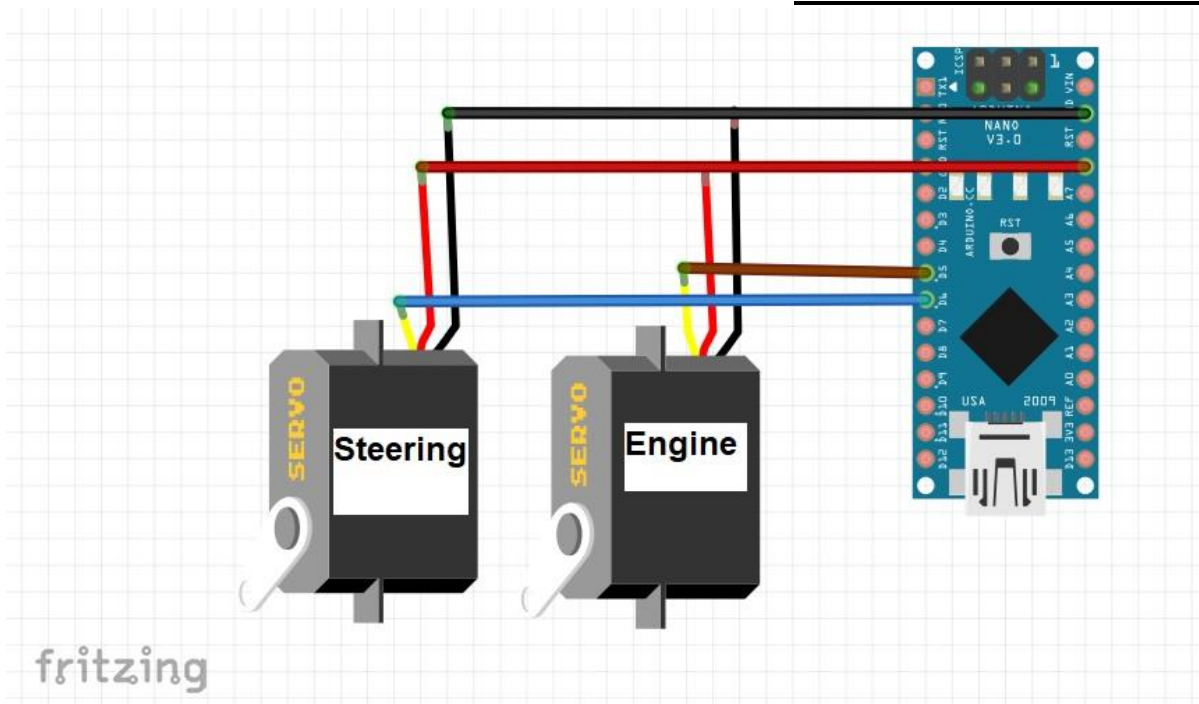 ICSP
1
TX1
VIN
NANO
V3.0
RST
RST
D2
A7
D3
ARDUINO.CC
RST
A6
D4
A5
D5
A4
D6
A3
D7
A2
D8
A1
D9
A0
D10
USA
2009
REF
D11
3V3
D12
D13
SERVO
Steering
SERVO
Engine
fritzing